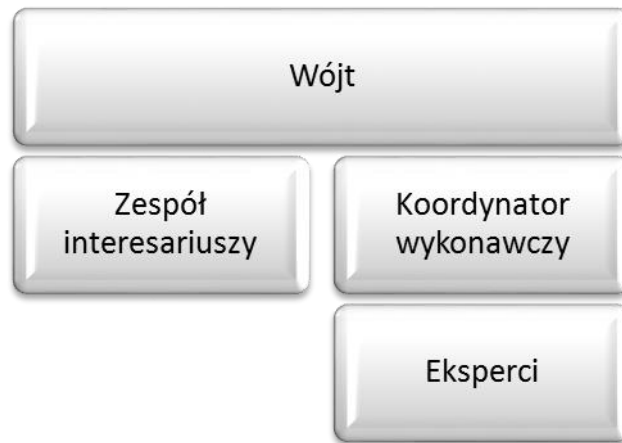 Wójt
Zespół
interesariuszy
Koordynator
wykonawczy
Eksperci